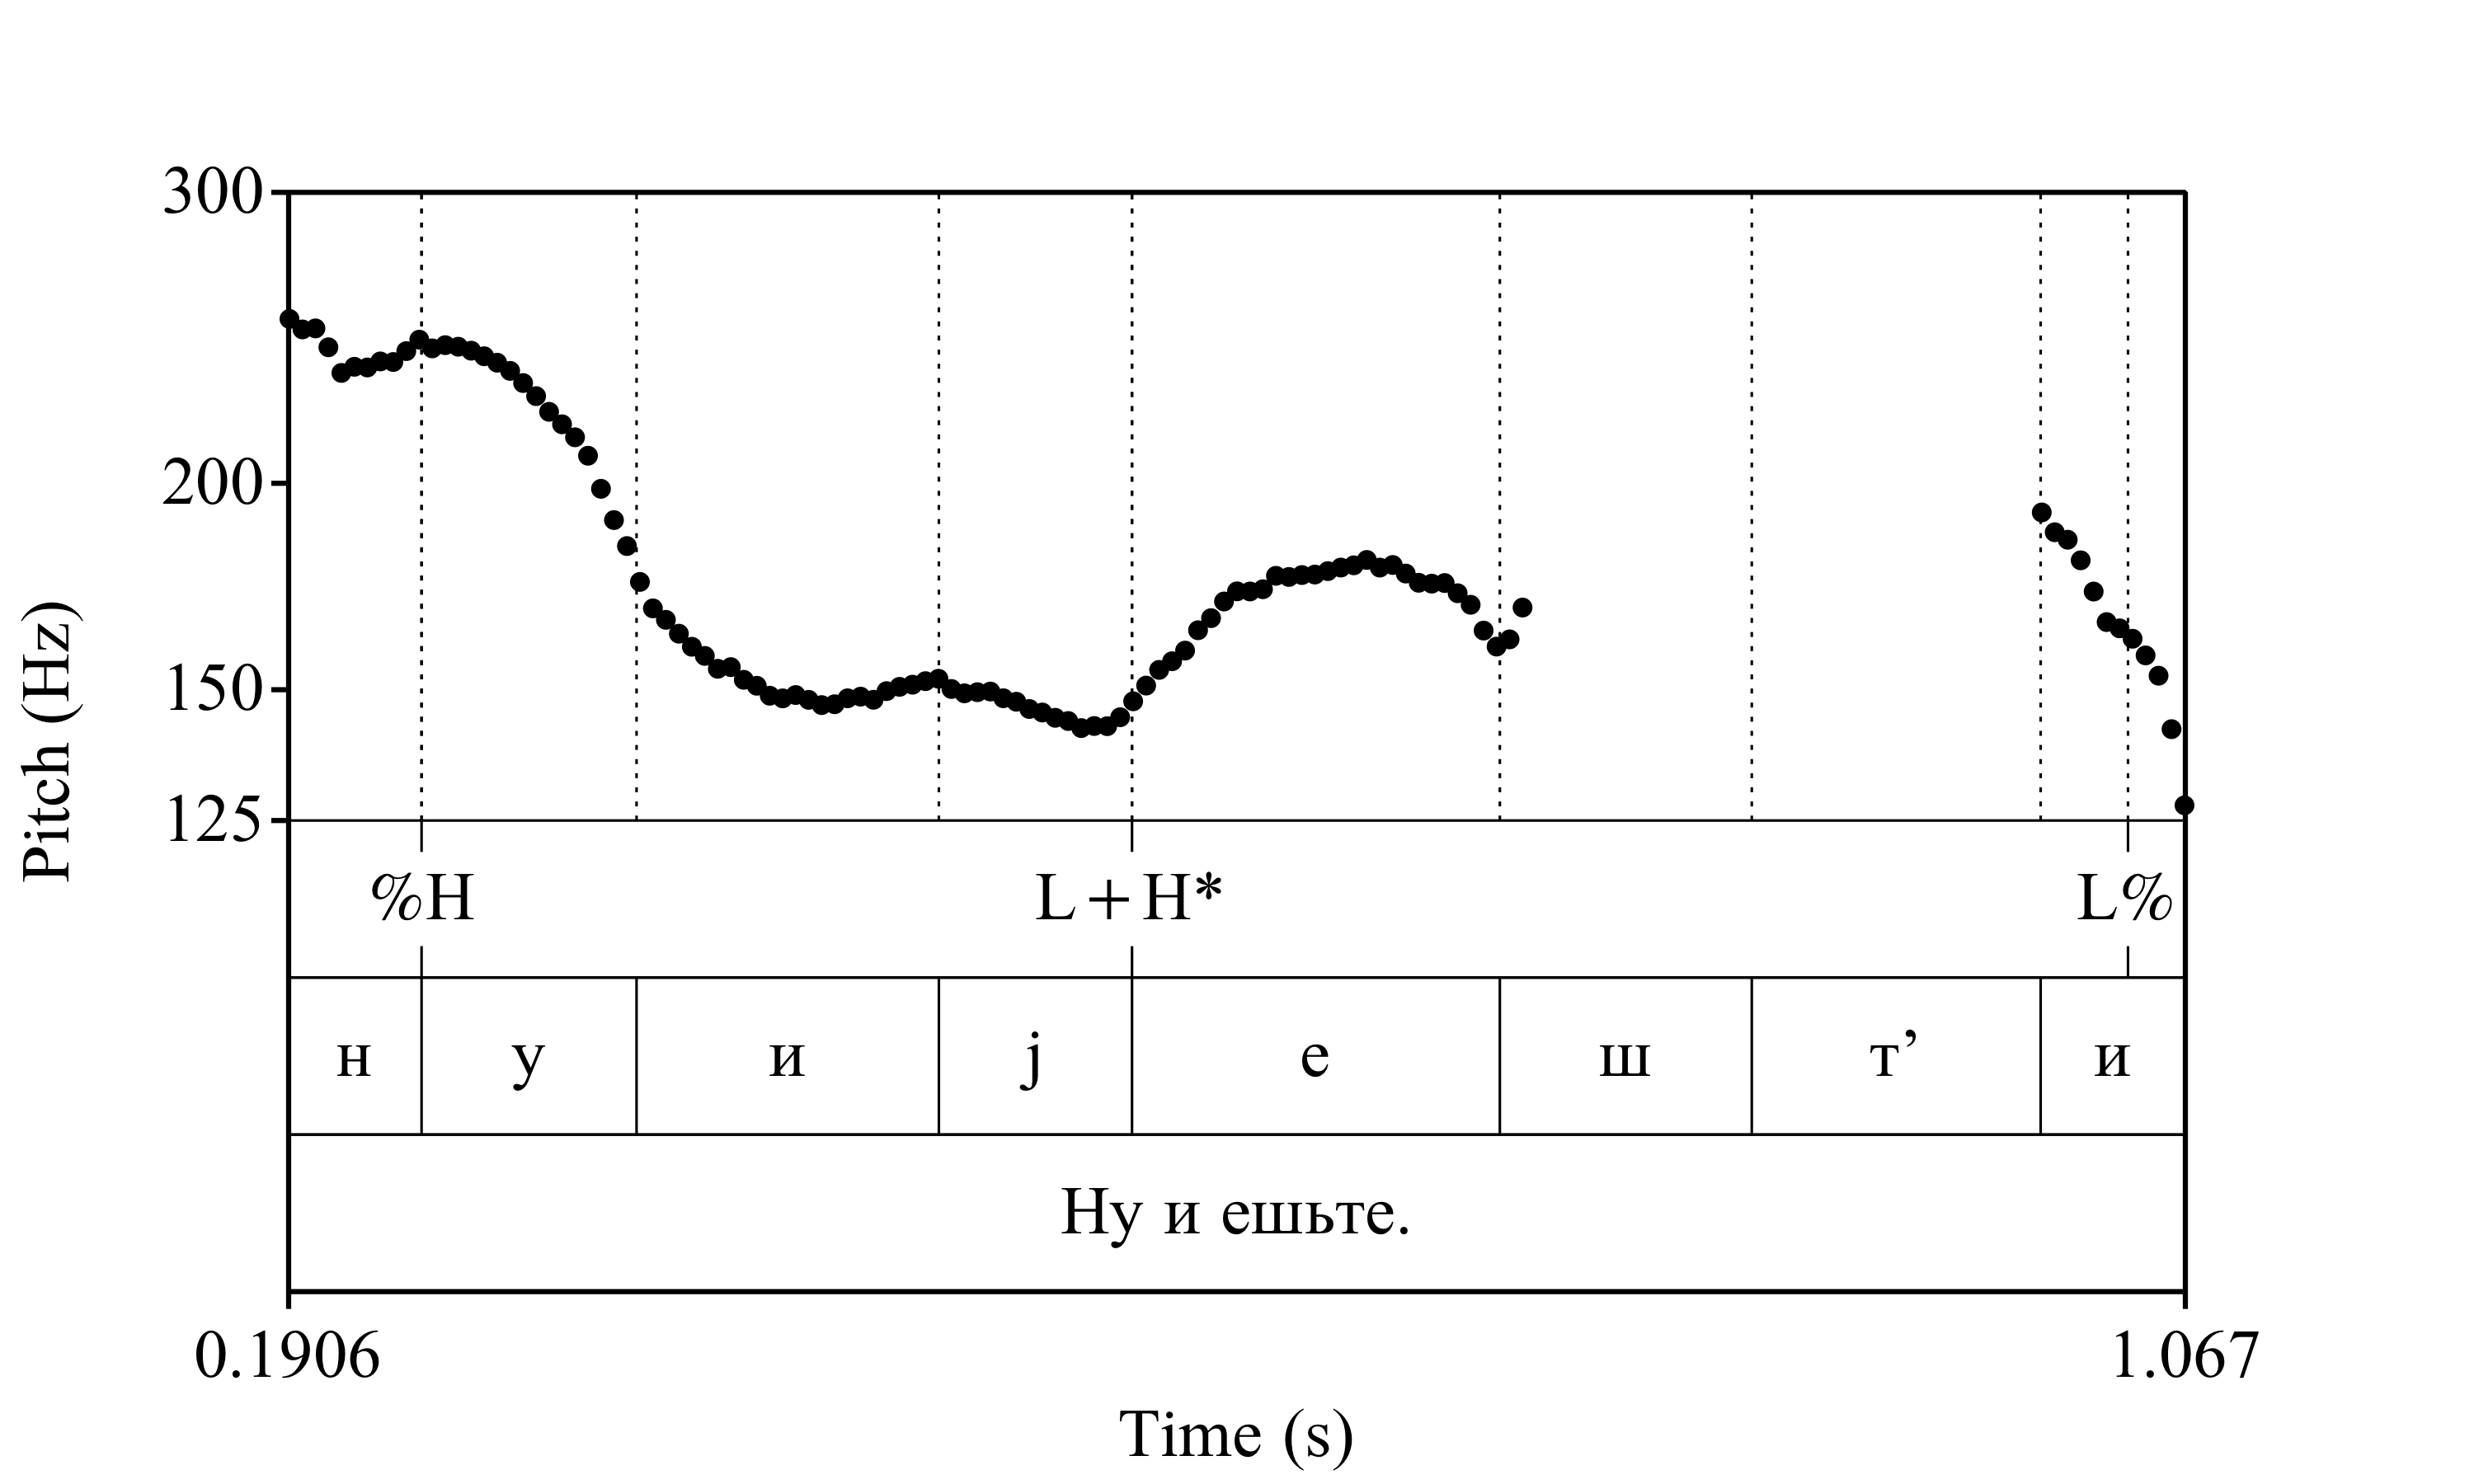 300
200
150
125
Pitch (Hz)
%H L+H* L%
н у и j е ш т’ и
Ну и ешьте.
0.1906 1.067
Time (s)